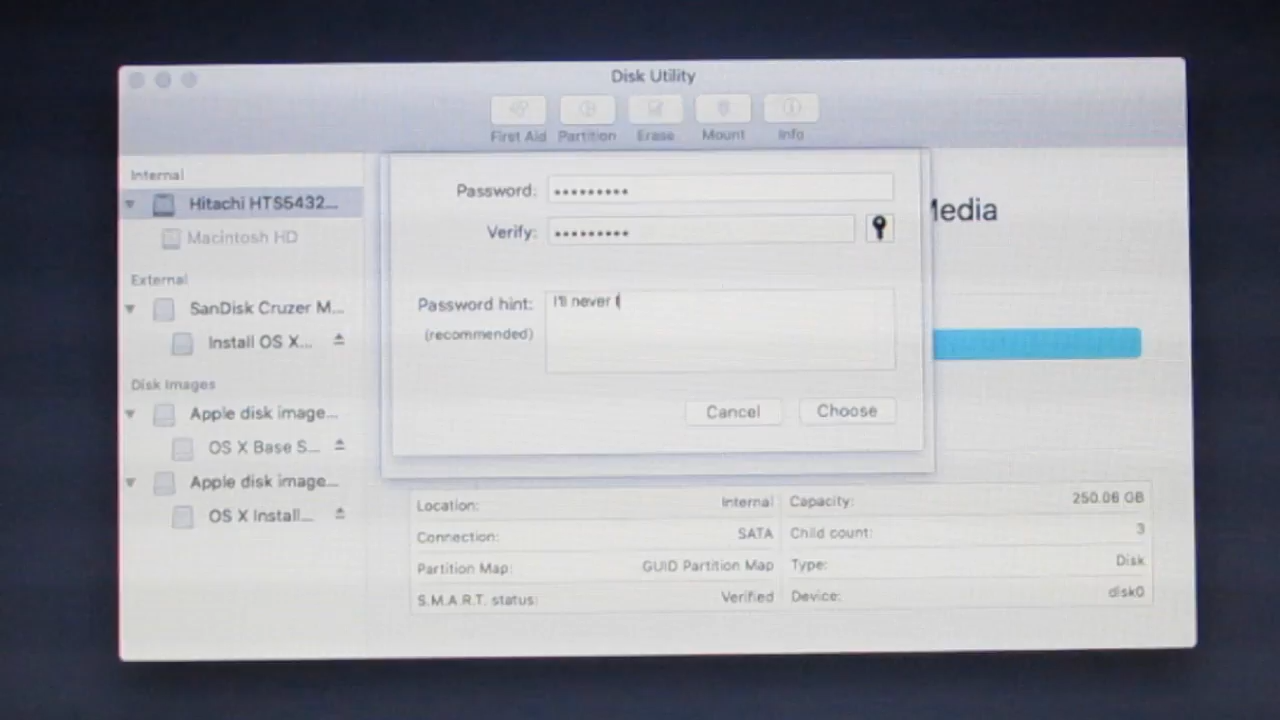 Disk Utility
First Aid Partition Erase Mount Info
Internal
Hitachi HTS5432...
Macintosh HD
External
SanDisk Cruzer M...
Install OS X...
Disk Images
Apple disk image...
OS X Base S...
Apple disk image...
OS X Install...
Media
Password: •••••••••
Verify: •••••••••
Password hint: I'll never f
(recommended)
Cancel Choose
Location: Internal Capacity: 250.06 GB
Connection: SATA Child count: 3
Partition Map: GUID Partition Map Type: Disk
S.M.A.R.T. status: Verified Device: disk0